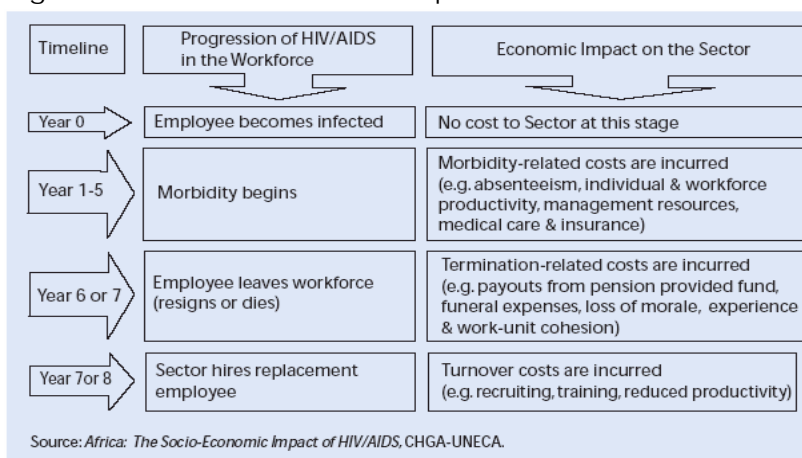 Timeline
Progression of HIV/AIDS
in the Workforce
Economic Impact on the Sector
Year 0
Employee becomes infected
No cost to Sector at this stage
Year 1-5
Morbidity begins
Morbidity-related costs are incurred
(e.g. absenteeism, individual & workforce
productivity, management resources,
medical care & insurance)
Year 6 or 7
Employee leaves workforce
(resigns or dies)
Termination-related costs are incurred
(e.g. payouts from pension provided fund,
funeral expenses, loss of morale, experience
& work-unit cohesion)
Year 7or 8
Sector hires replacement
employee
Turnover costs are incurred
(e.g. recruiting, training, reduced productivity)
Source: Africa: The Socio-Economic Impact of HIV/AIDS, CHGA-UNECA.